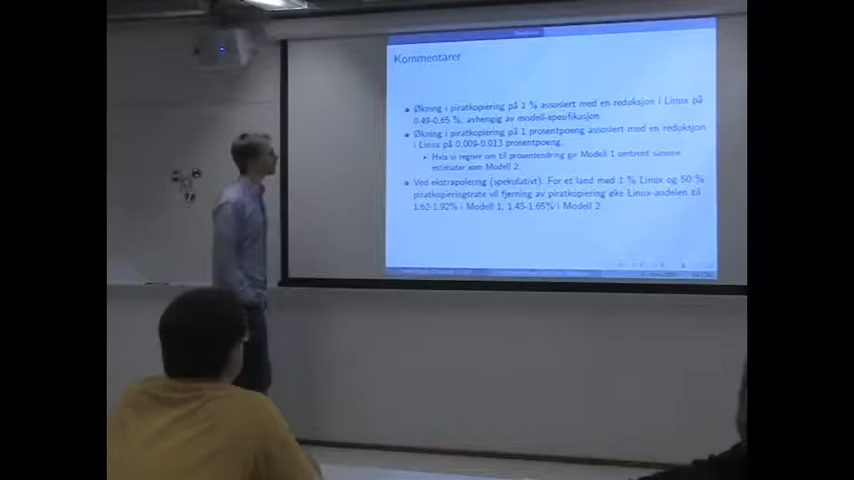 Kommentarer
Økning i piratkopiering på 1 % assosiert med en reduksjon i Linux på
0.49-0.65 %, avhengig av modell-spesifikasjon.
Økning i piratkopiering på 1 prosentpoeng assosiert med en reduksjon
i Linux på 0.009-0.013 prosentpoeng.
Hvis vi regner om til prosentendring gir Modell 1 omtrent samme
estimater som Modell 2.
Ved ekstrapolering (spekulativt). For et land med 1 % Linux og 50 %
piratkopieringsrate vil fjerning av piratkopiering øke Linux-andelen til
1.62-1.92% i Modell 1, 1.45-1.65% i Modell 2